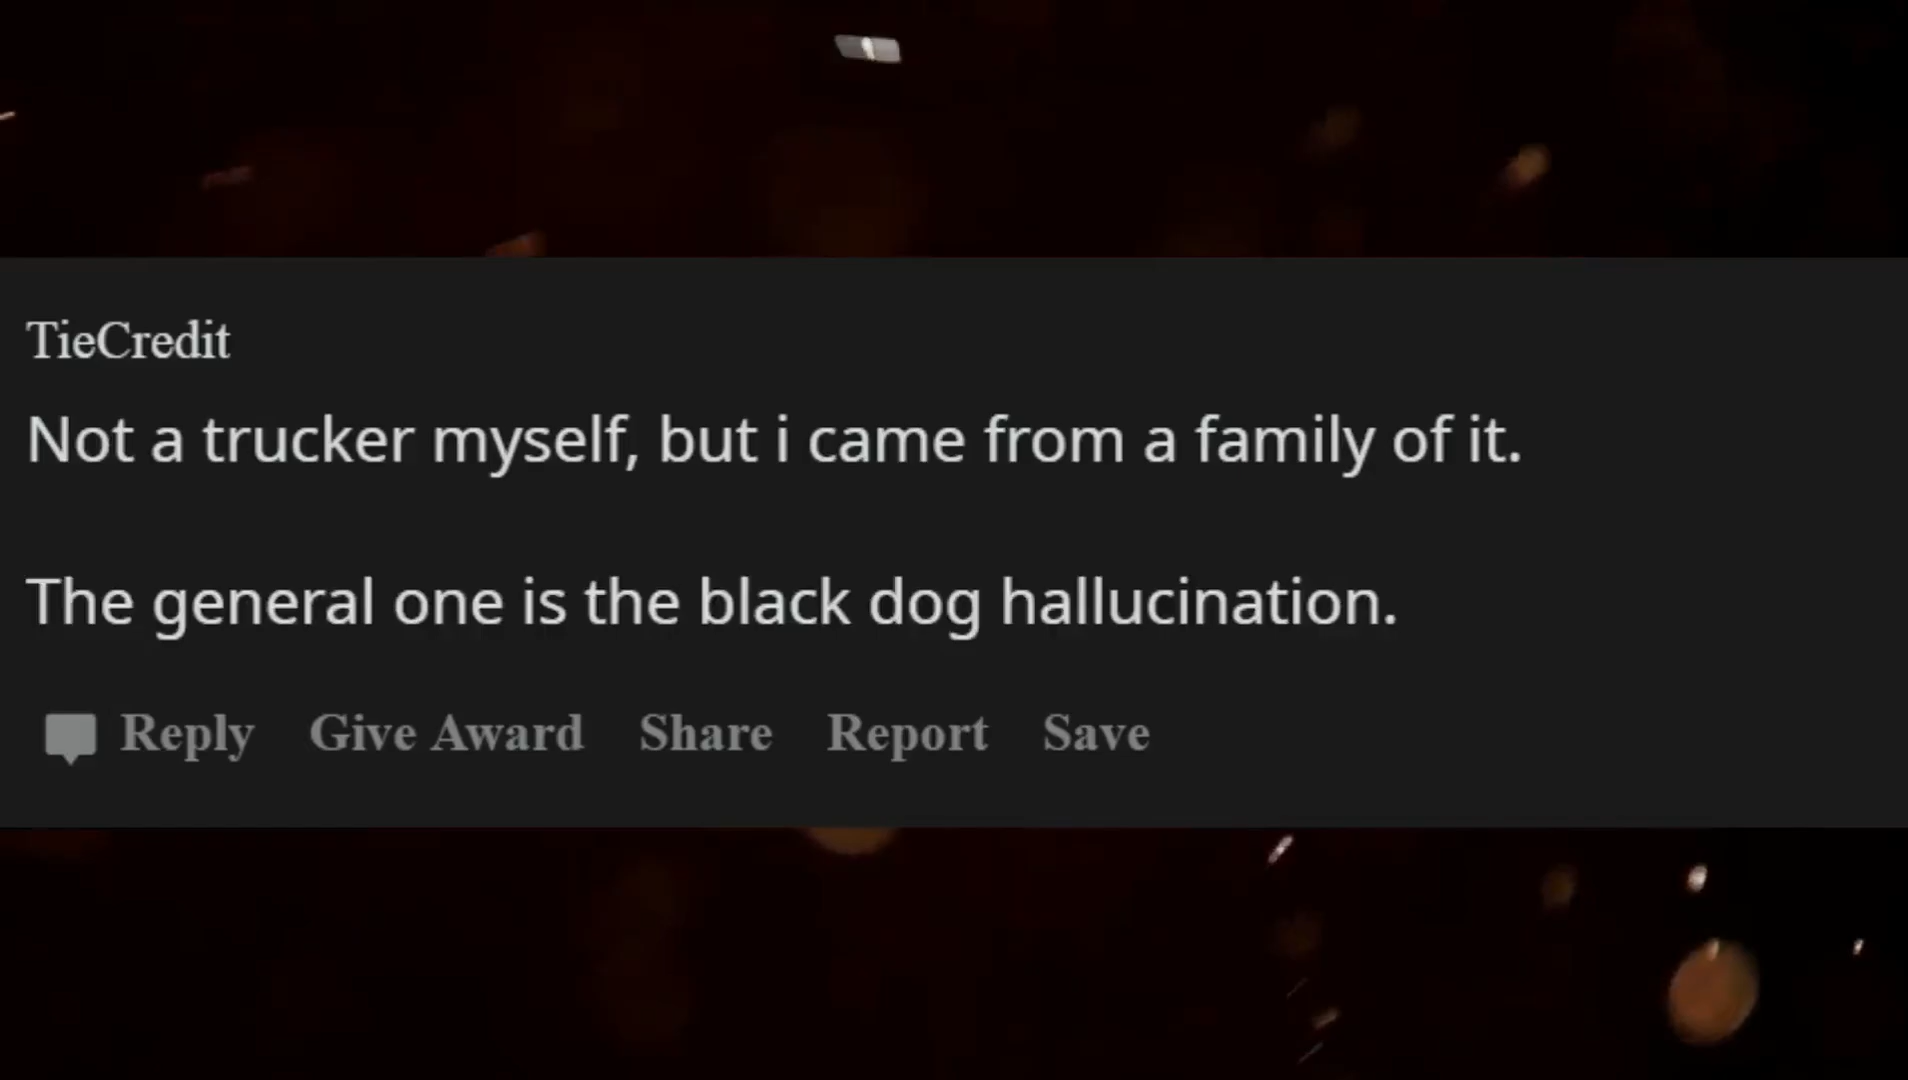 TieCredit
Not a trucker myself, but i came from a family of it.
The general one is the black dog hallucination.
Reply Give Award Share Report Save